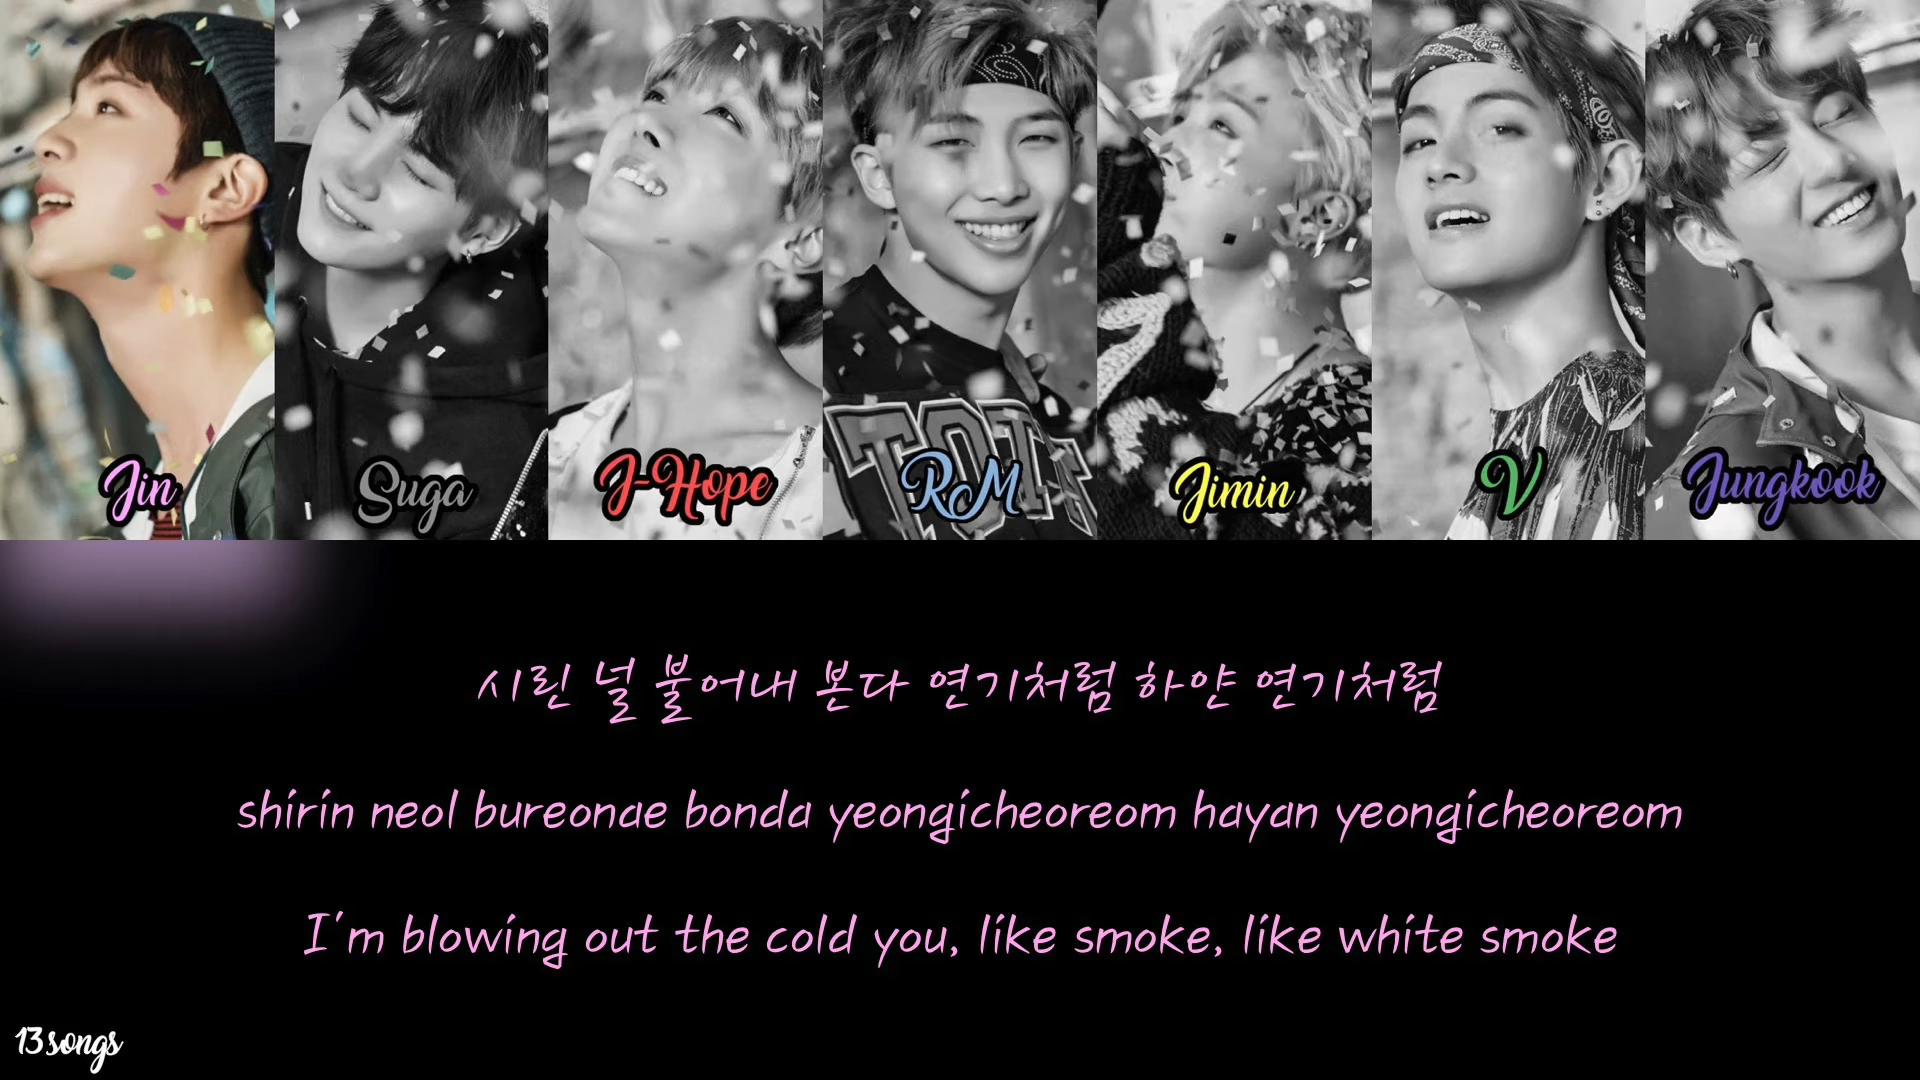 Jin
Suga
J-Hope
RM
Jimin
V
Jungkook
시린 널 불어내 본다 연기처럼 하얀 연기처럼
shirin neol bureonae bonda yeongicheoreom hayan yeongicheoreom
I'm blowing out the cold you, like smoke, like white smoke
13songs